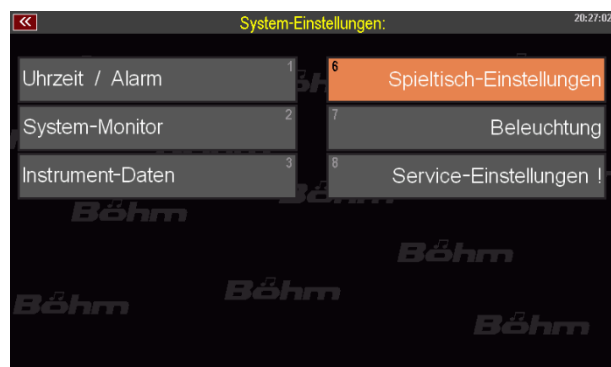 System-Einstellungen:
20:27:02
Uhrzeit / Alarm
1
6
Spieltisch-Einstellungen
System-Monitor
2
7
Beleuchtung
Instrument-Daten
3
8
Service-Einstellungen !
Böhm
Böhm
Böhm
Böhm
Böhm